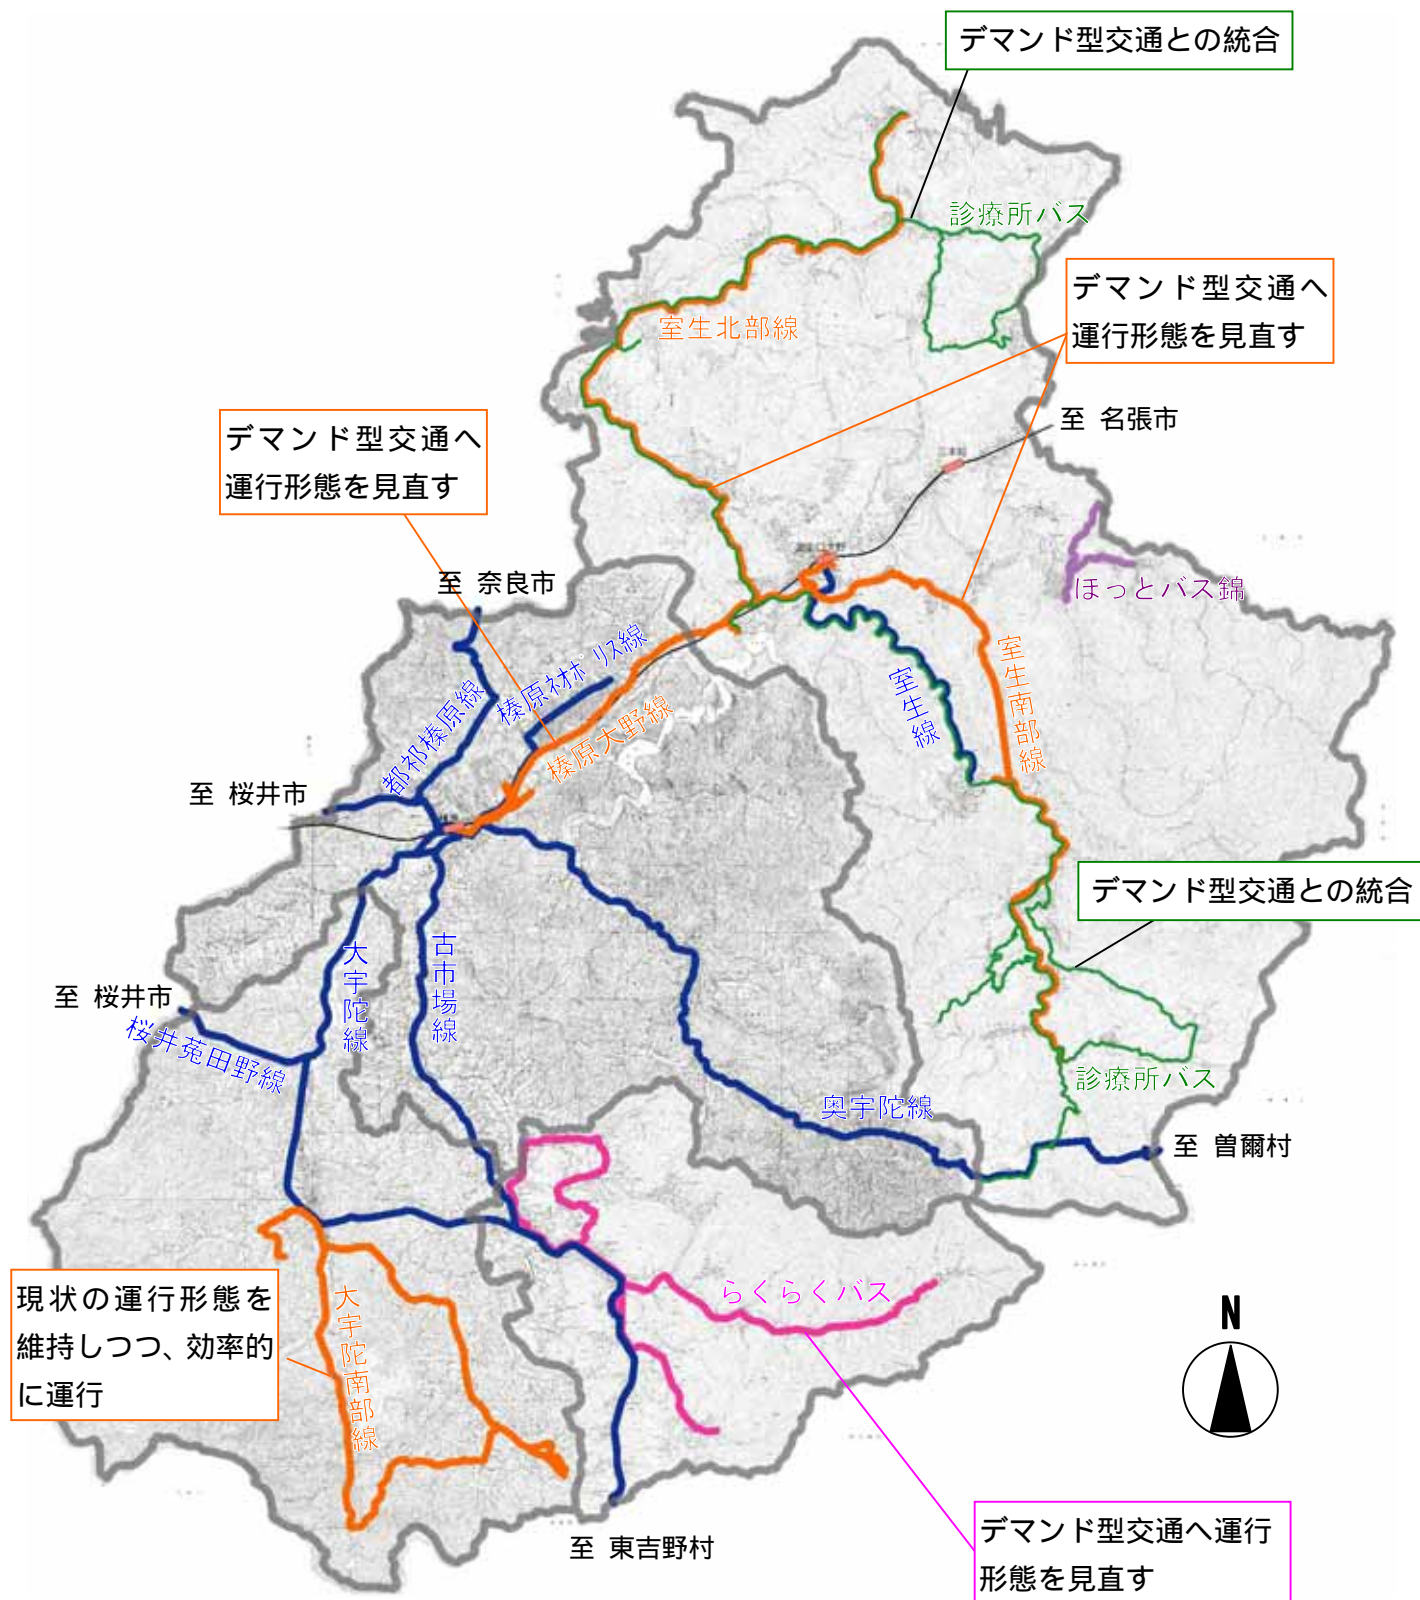 デマンド型交通との統合
診療所バス
デマンド型交通へ
運行形態を見直す
室生北部線
至 名張市
デマンド型交通へ
運行形態を見直す
至 奈良市
ほっとバス錦
榛原ネオポリス線
室生南部線
室生線
都祁榛原線
榛原大野線
至 桜井市
デマンド型交通との統合
大宇陀線
古市場線
至 桜井市
桜井菟田野線
診療所バス
奥宇陀線
至 曽爾村
らくらくバス
現状の運行形態を
維持しつつ、効率的
に運行
大宇陀南部線
N
デマンド型交通へ運行
形態を見直す
至 東吉野村